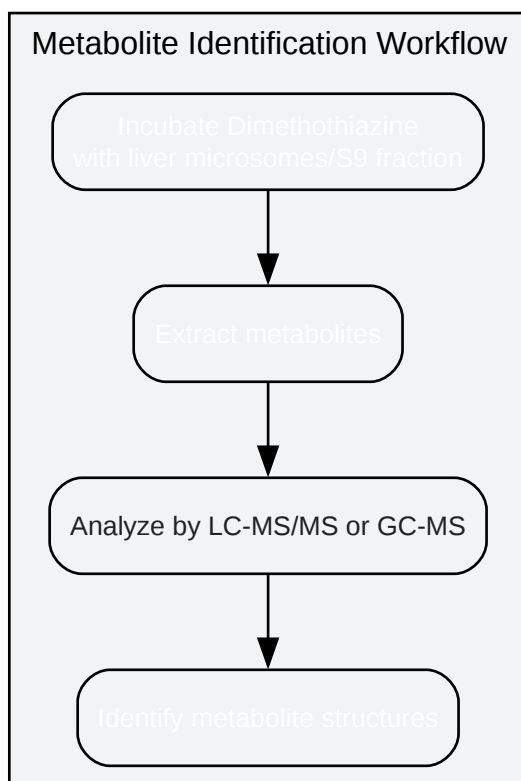 Metabolite Identification Workflow
Incubate Dimethothiazine
with liver microsomes/S9 fraction
Extract metabolites
Analyze by LC-MS/MS or GC-MS
Identify metabolite structures